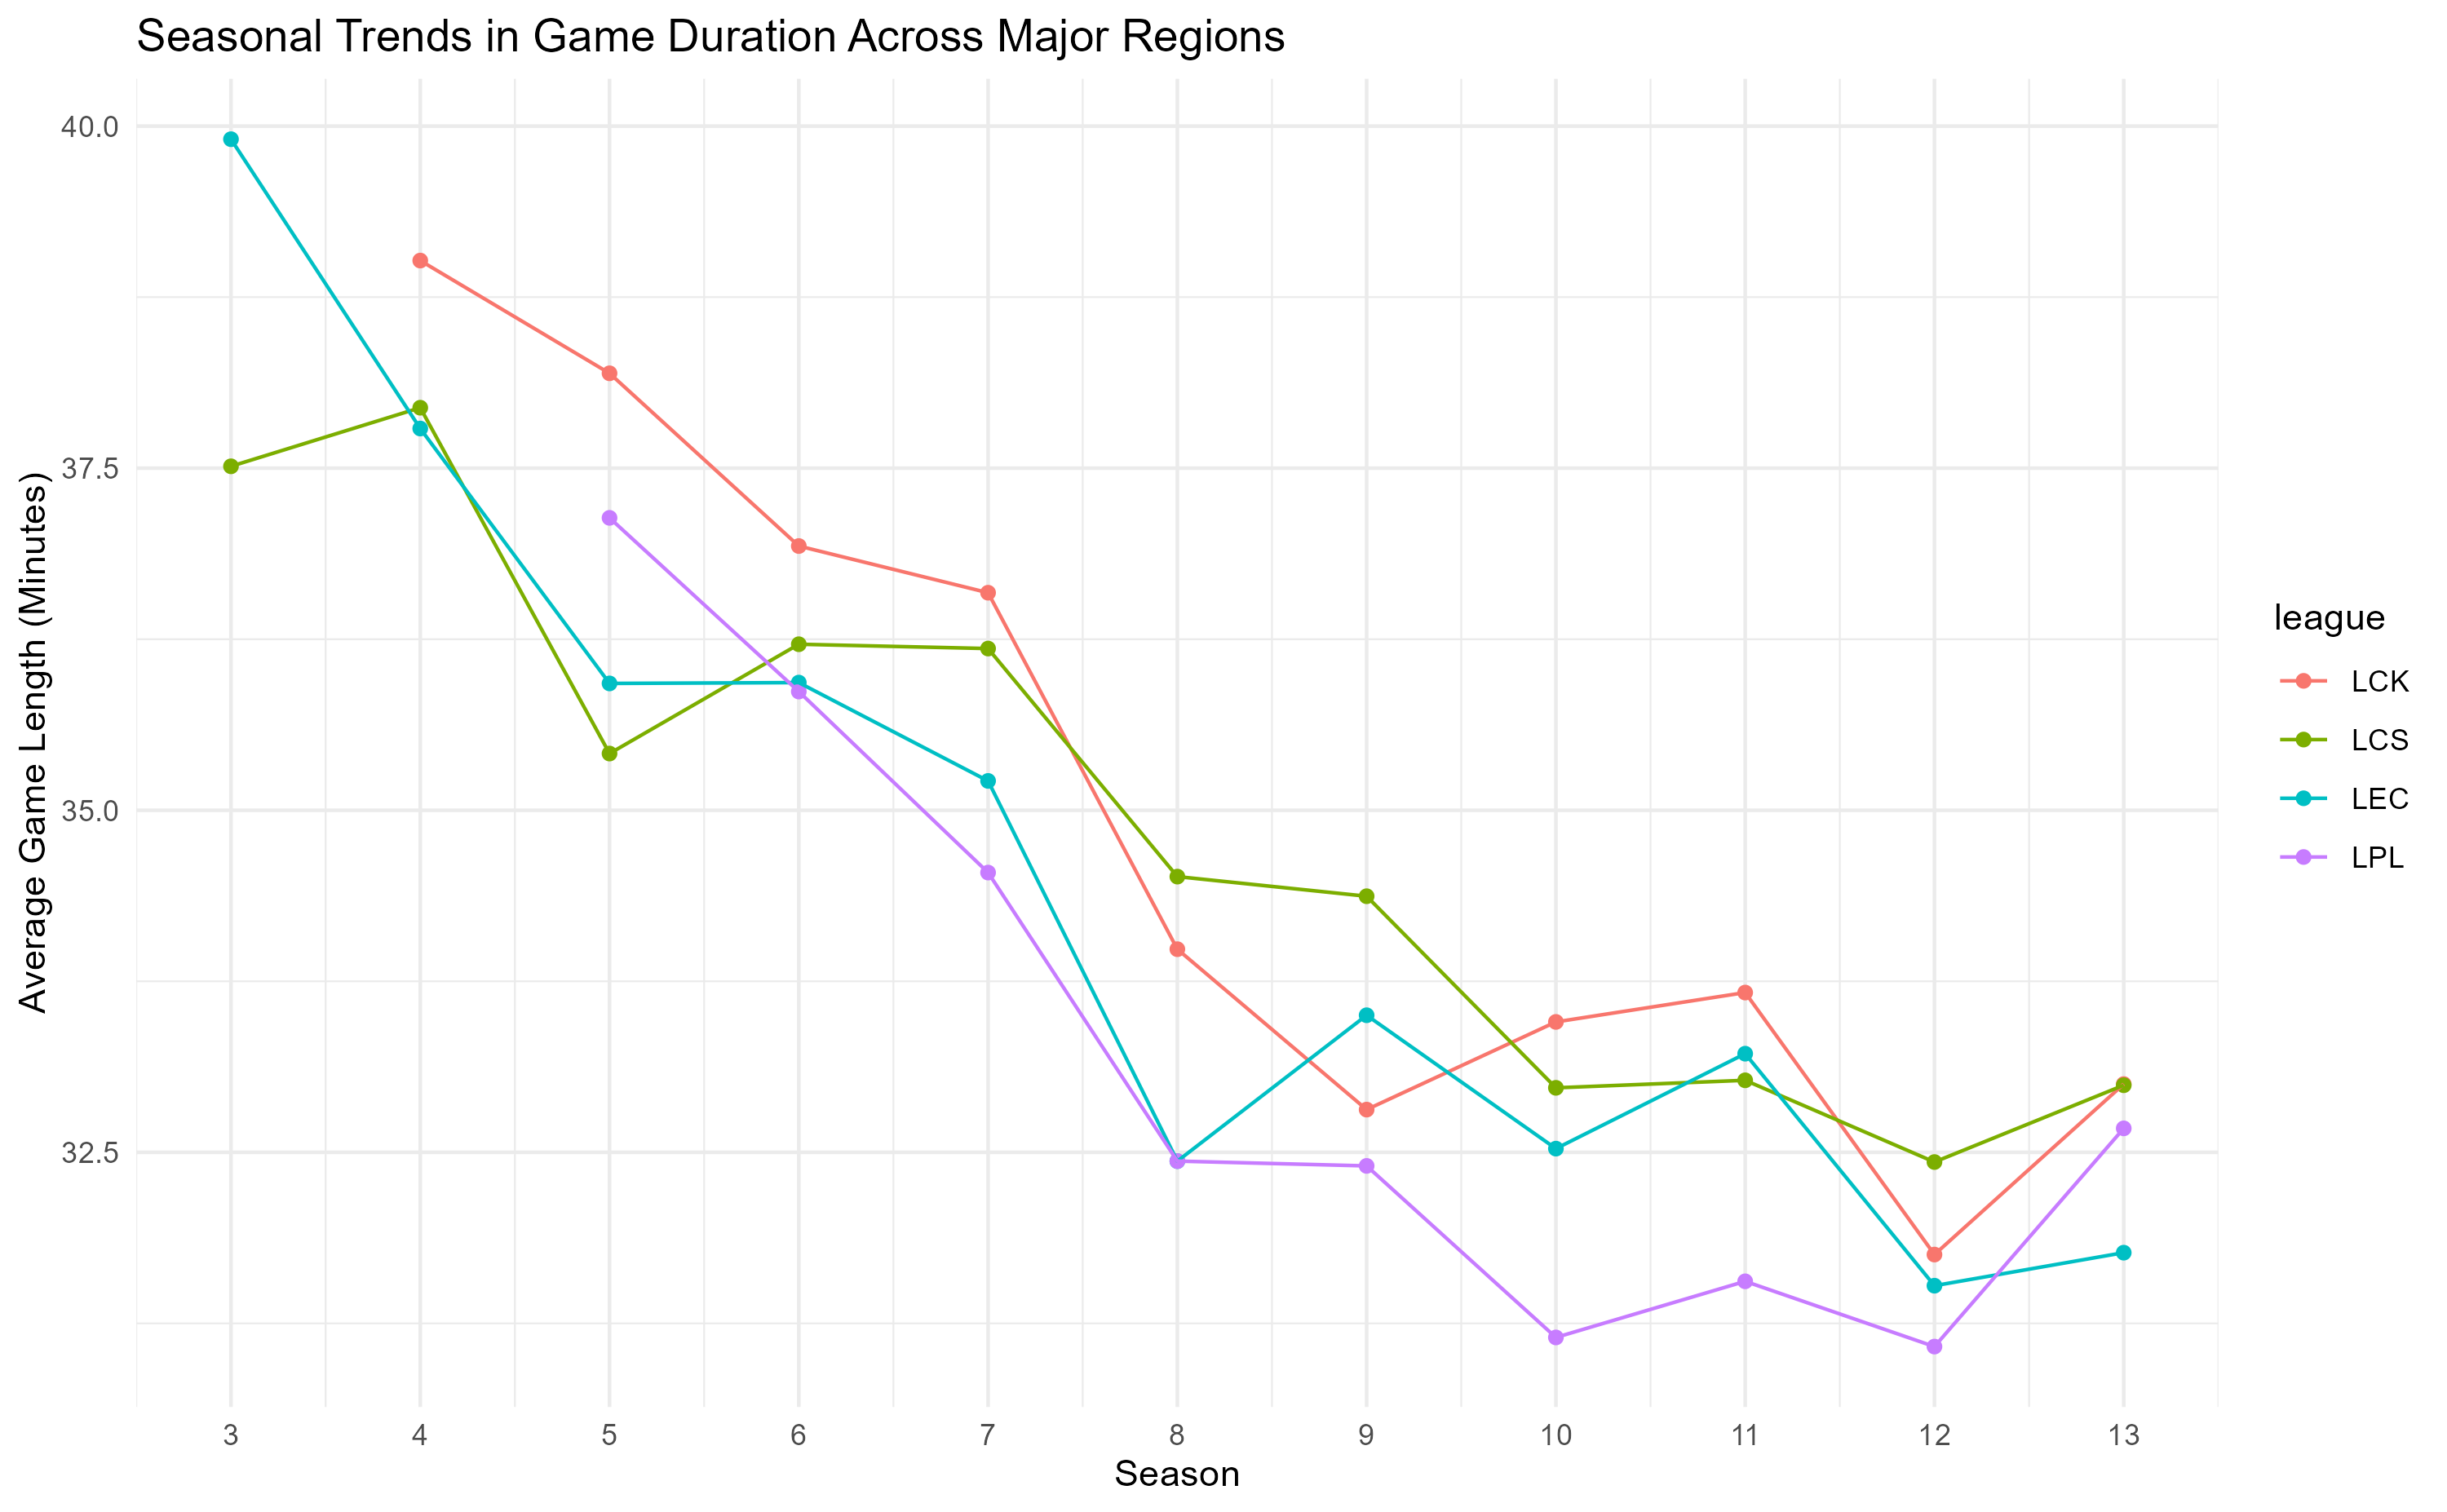 Seasonal Trends in Game Duration Across Major Regions
Average Game Length (Minutes)
40.0
37.5
35.0
32.5
3 4 5 6 7 8 9 10 11 12 13
Season
league
LCK
LCS
LEC
LPL